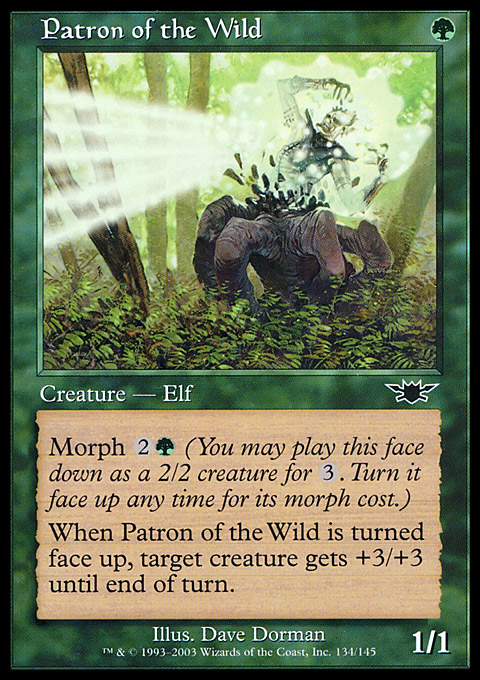 Patron of the Wild
Creature — Elf
Morph 2 (You may play this face
down as a 2/2 creature for 3. Turn it
face up any time for its morph cost.)
When Patron of the Wild is turned
face up, target creature gets +3/+3
until end of turn.
Illus. Dave Dorman
™ & © 1993–2003 Wizards of the Coast, Inc. 134/145
1/1